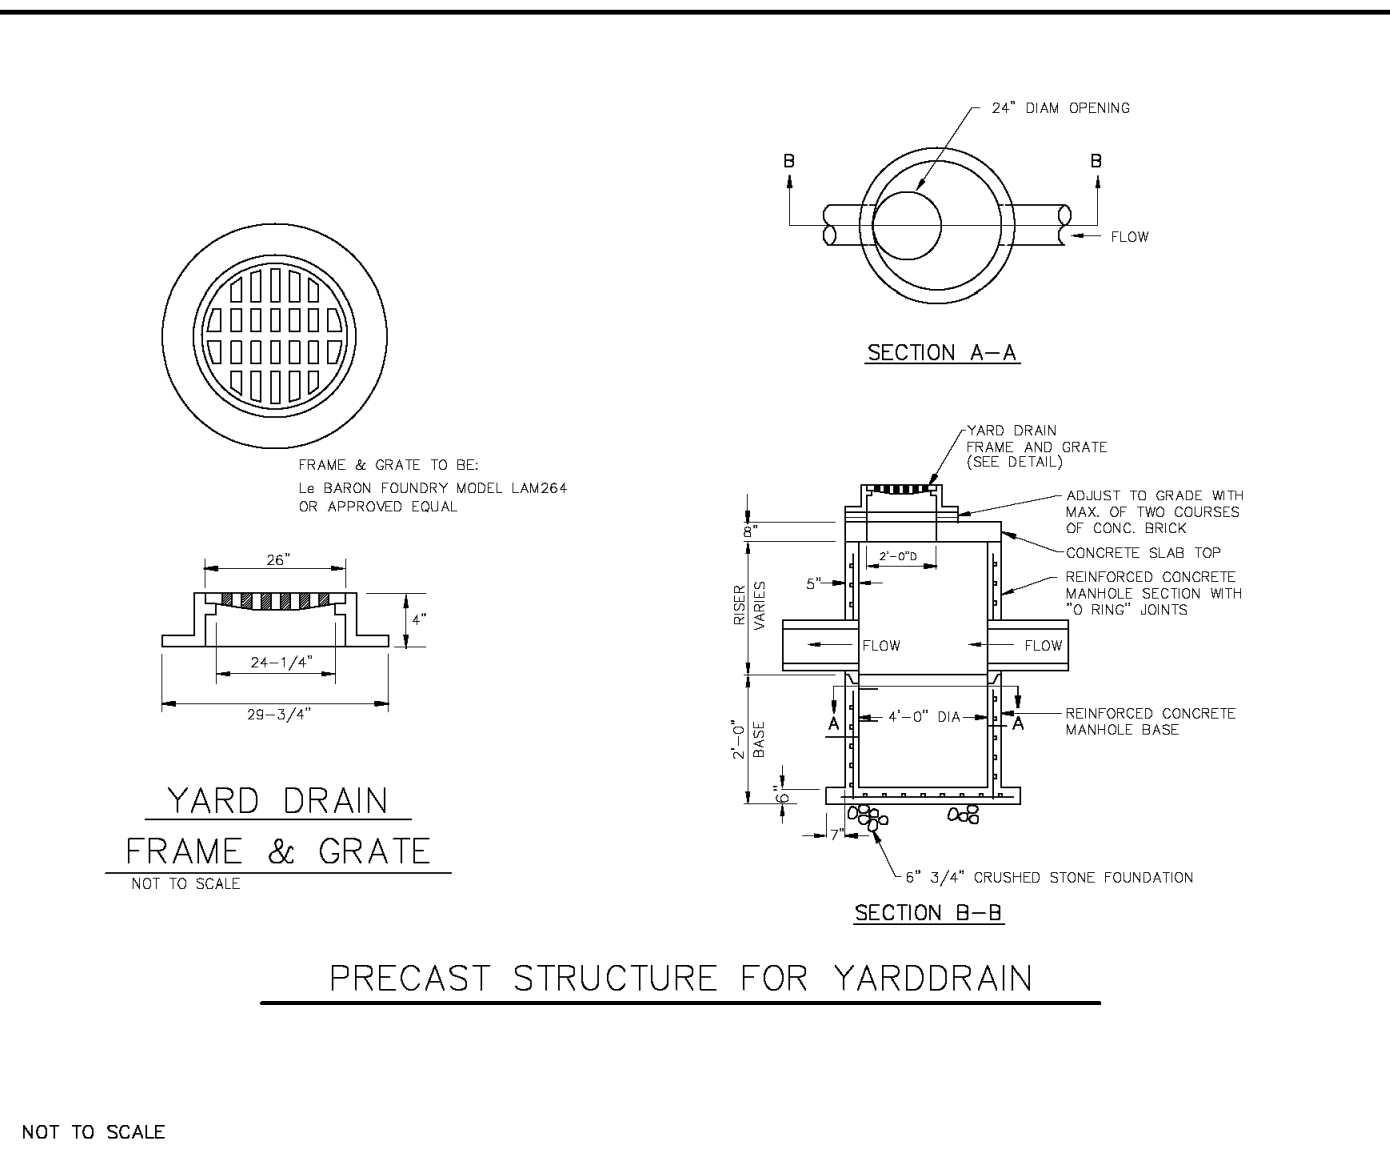 24" DIAM OPENING
B
B
FLOW
SECTION A-A
FRAME & GRATE TO BE:
Le BARON FOUNDRY MODEL LAM264
OR APPROVED EQUAL
26"
4"
24-1/4"
29-3/4"
YARD DRAIN
FRAME & GRATE
NOT TO SCALE
YARD DRAIN
FRAME AND GRATE
(SEE DETAIL)
ADJUST TO GRADE WITH
MAX. OF TWO COURSES
OF CONC. BRICK
8"
CONCRETE SLAB TOP
2'-0"D
5"
REINFORCED CONCRETE
MANHOLE SECTION WITH
"O RING" JOINTS
RISER
VARIES
FLOW
FLOW
A
4'-0" DIA
A
REINFORCED CONCRETE
MANHOLE BASE
2'-0"
BASE
6"
7"
6" 3/4" CRUSHED STONE FOUNDATION
SECTION B-B
PRECAST STRUCTURE FOR YARDDRAIN
NOT TO SCALE